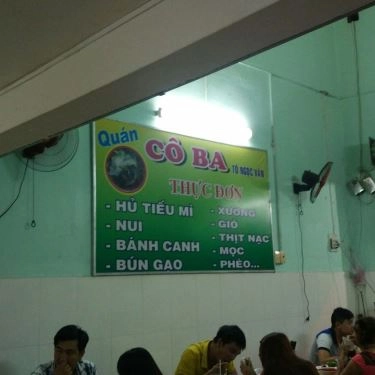 Quán
CÔ BA
TÔ NGỌC VÂN
THỰC ĐƠN
- HỦ TIẾU MÌ
- NUI
- BÁNH CANH
- BÚN GẠO
- XƯƠNG
- GIÒ
- THỊT NẠC
- MỌC
- PHÈO...